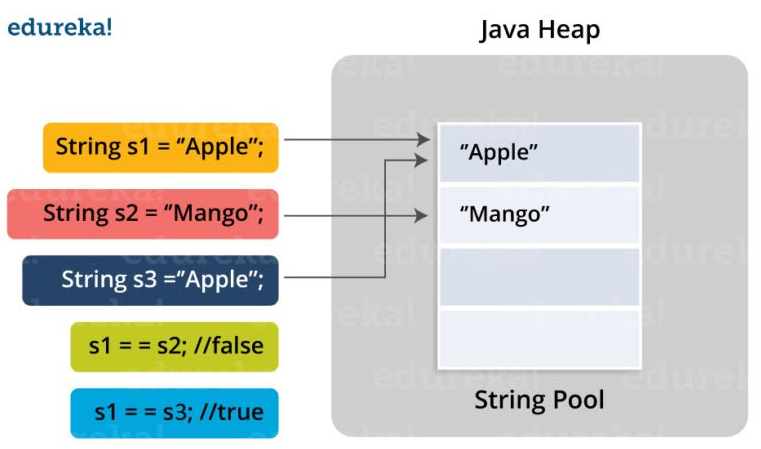 edureka!
Java Heap
String s1 = “Apple”;
String s2 = “Mango”;
String s3 =“Apple”;
s1 = = s2; //false
s1 = = s3; //true
“Apple”
“Mango”
String Pool